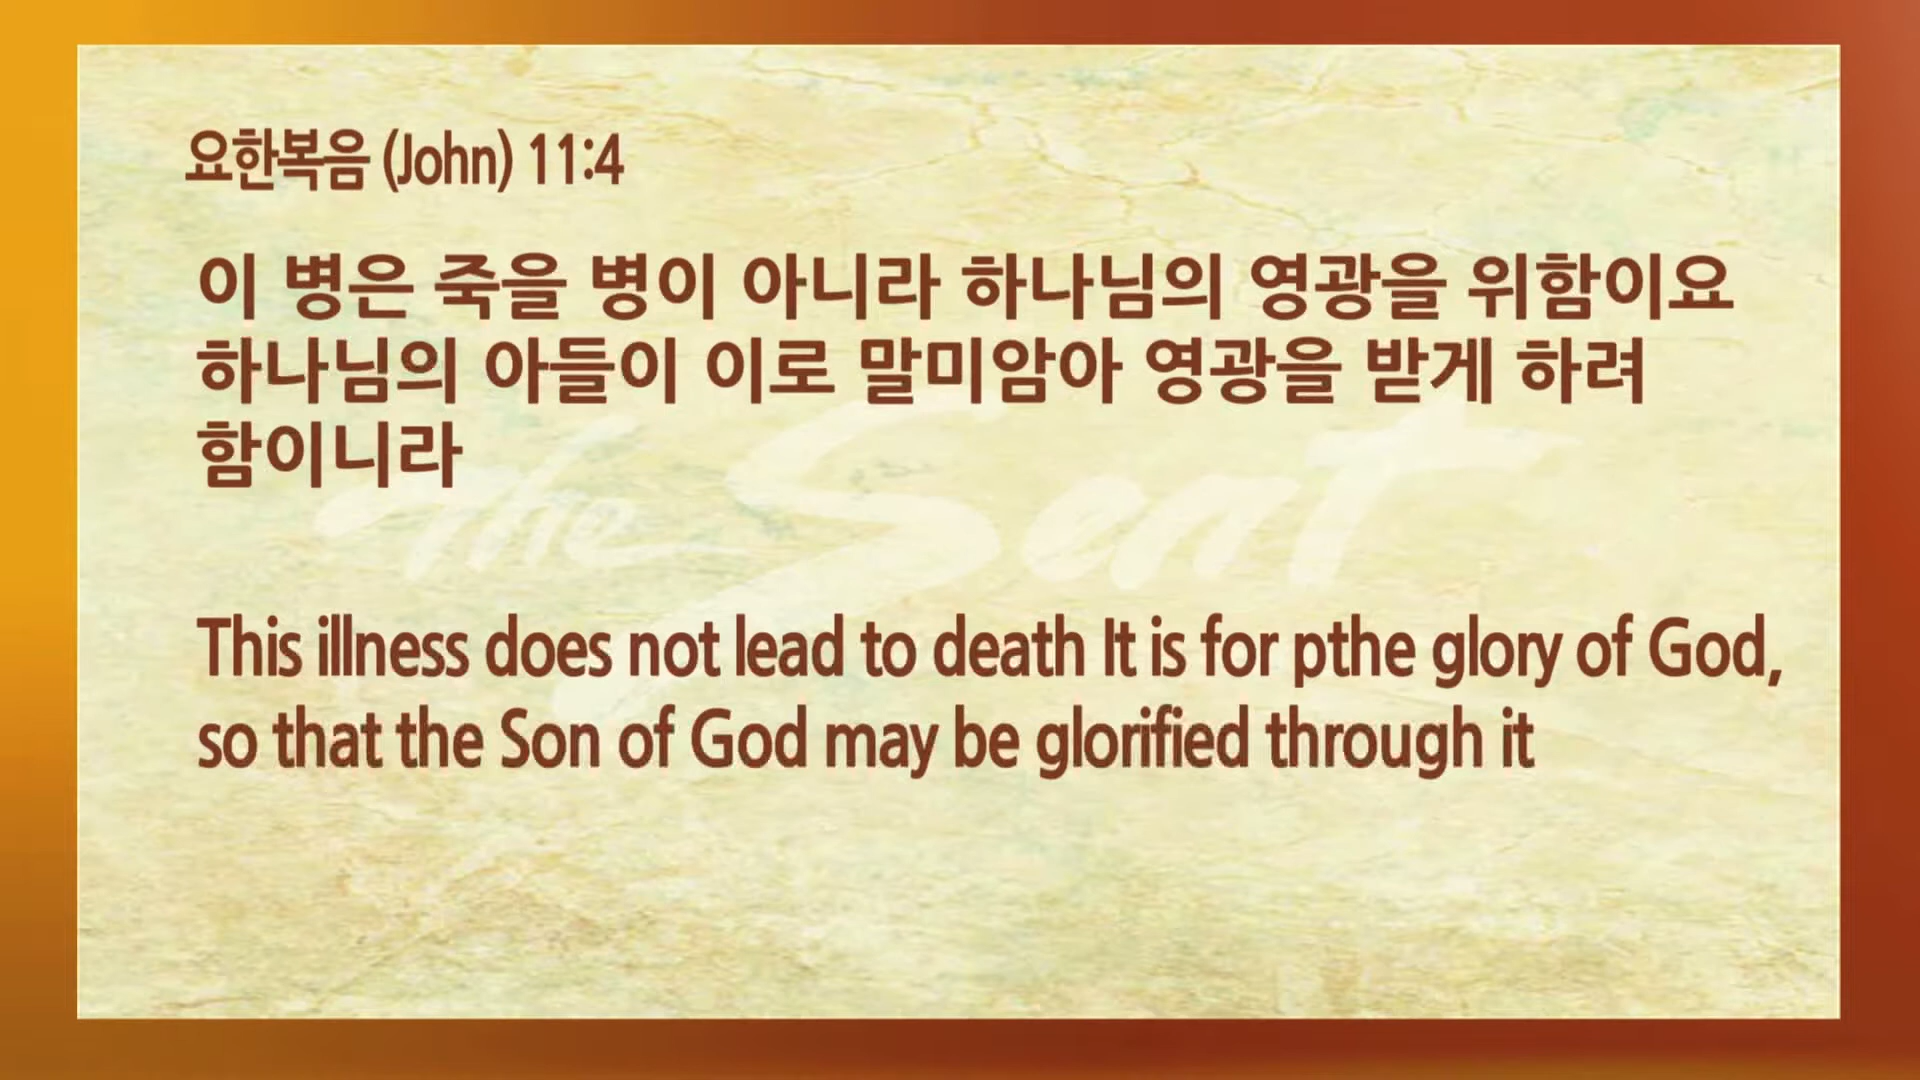 요한복음 (John) 11:4
이 병은 죽을 병이 아니라 하나님의 영광을 위함이요
하나님의 아들이 이로 말미암아 영광을 받게 하려
함이니라
The Sent
This illness does not lead to death It is for pthe glory of God,
so that the Son of God may be glorified through it